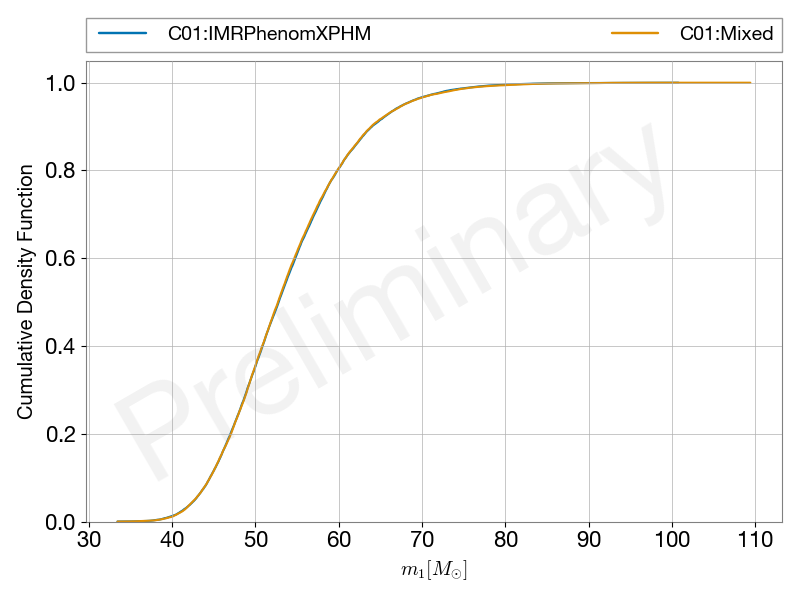 C01:IMRPhenomXPHM C01:Mixed
1.0
0.8
0.6
0.4
0.2
0.0
Cumulative Density Function
Preliminary
30 40 50 60 70 80 90 100 110
m₁[M⊙]